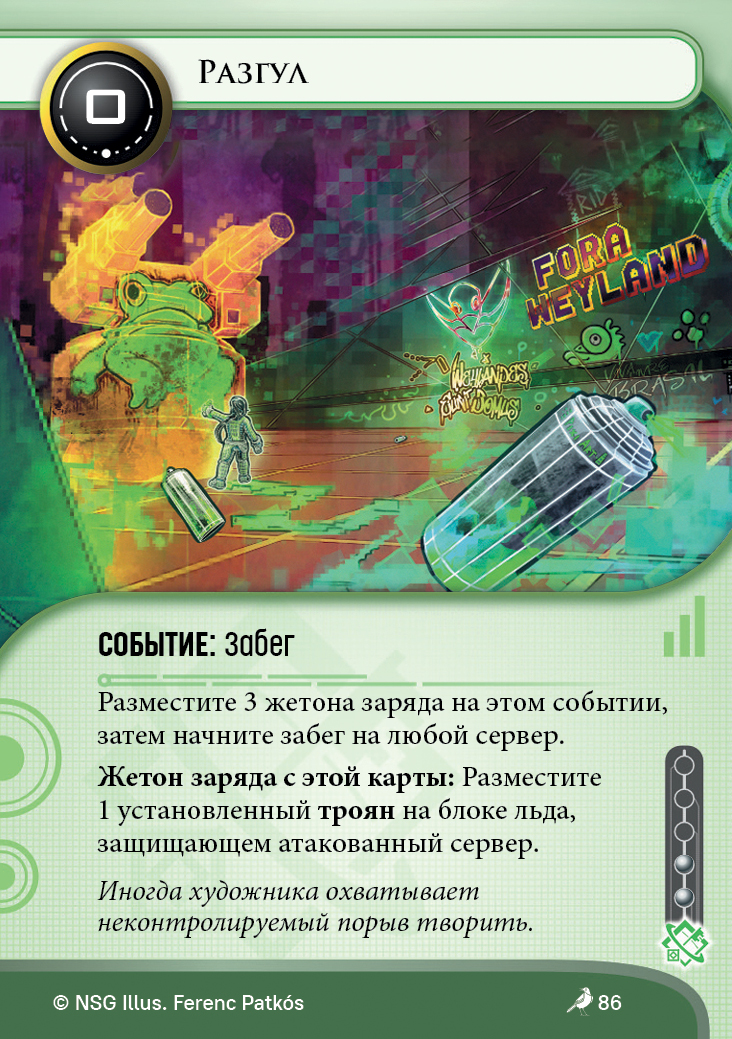 0
Разгул
FORA
WEYLAND
СОБЫТИЕ: Забег
Разместите 3 жетона заряда на этом событии,
затем начните забег на любой сервер.
Жетон заряда с этой карты: Разместите
1 установленный троян на блоке льда,
защищающем атакованный сервер.
Иногда художника охватывает
неконтролируемый порыв творить.
© NSG Illus. Ferenc Patkós
86